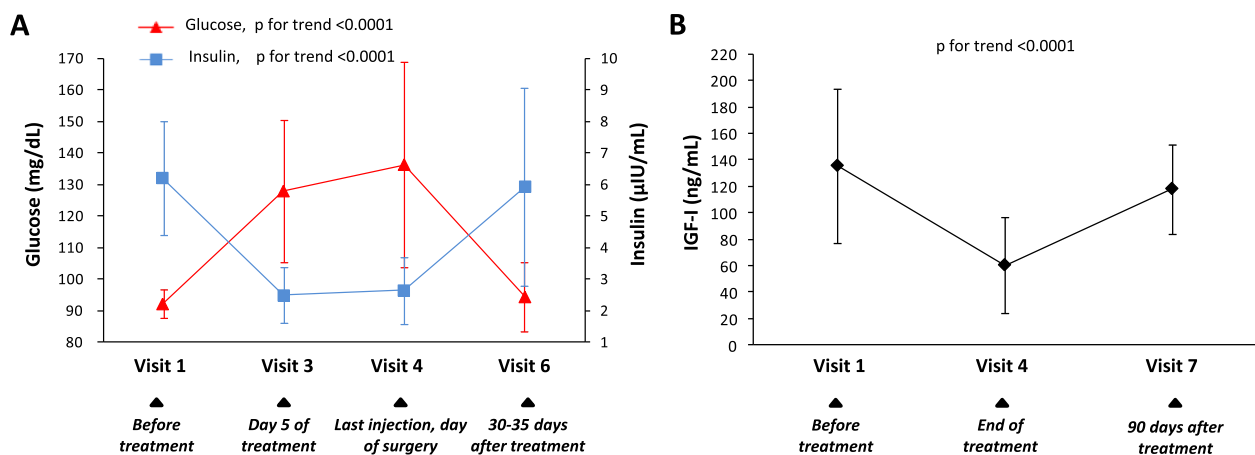 A
Glucose, p for trend <0.0001
Insulin, p for trend <0.0001
Glucose (mg/dL)
170
160
150
140
130
120
110
100
90
80
10
9
8
7
6
5
4
3
2
1
Insulin (µIU/mL)
Visit 1
Visit 3
Visit 4
Visit 6
Before
treatment
Day 5 of
treatment
Last injection, day
of surgery
30-35 days
after treatment
B
p for trend <0.0001
IGF-I (ng/mL)
220
200
180
160
140
120
100
80
60
40
20
0
Visit 1
Visit 4
Visit 7
Before
treatment
End of
treatment
90 days after
treatment